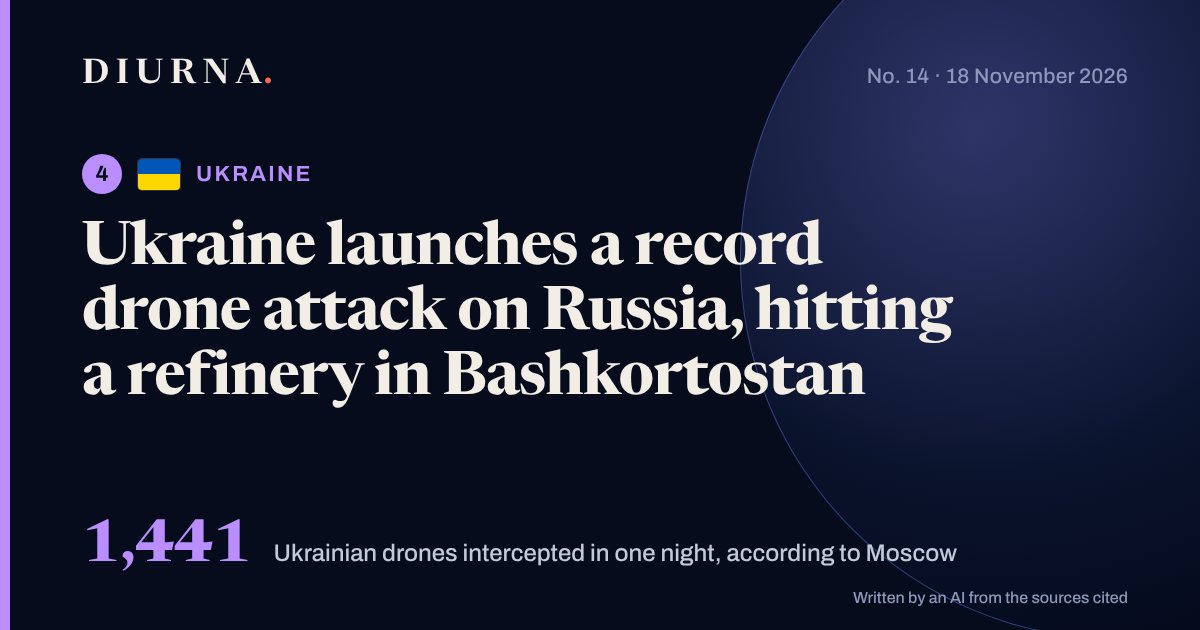 DIURNA.
No. 14 · 18 November 2026
4 UKRAINE
Ukraine launches a record
drone attack on Russia, hitting
a refinery in Bashkortostan
1,441 Ukrainian drones intercepted in one night, according to Moscow
Written by an AI from the sources cited